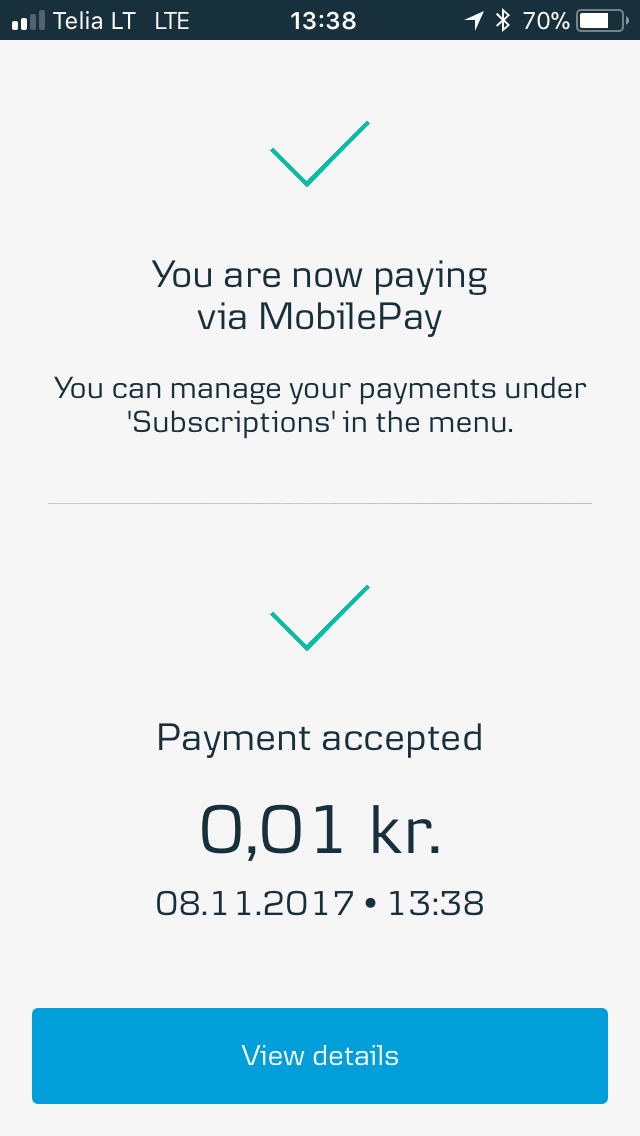 Telia LT LTE 13:38 70%
You are now paying
via MobilePay
You can manage your payments under
'Subscriptions' in the menu.
Payment accepted
0,01 kr.
08.11.2017 • 13:38
View details